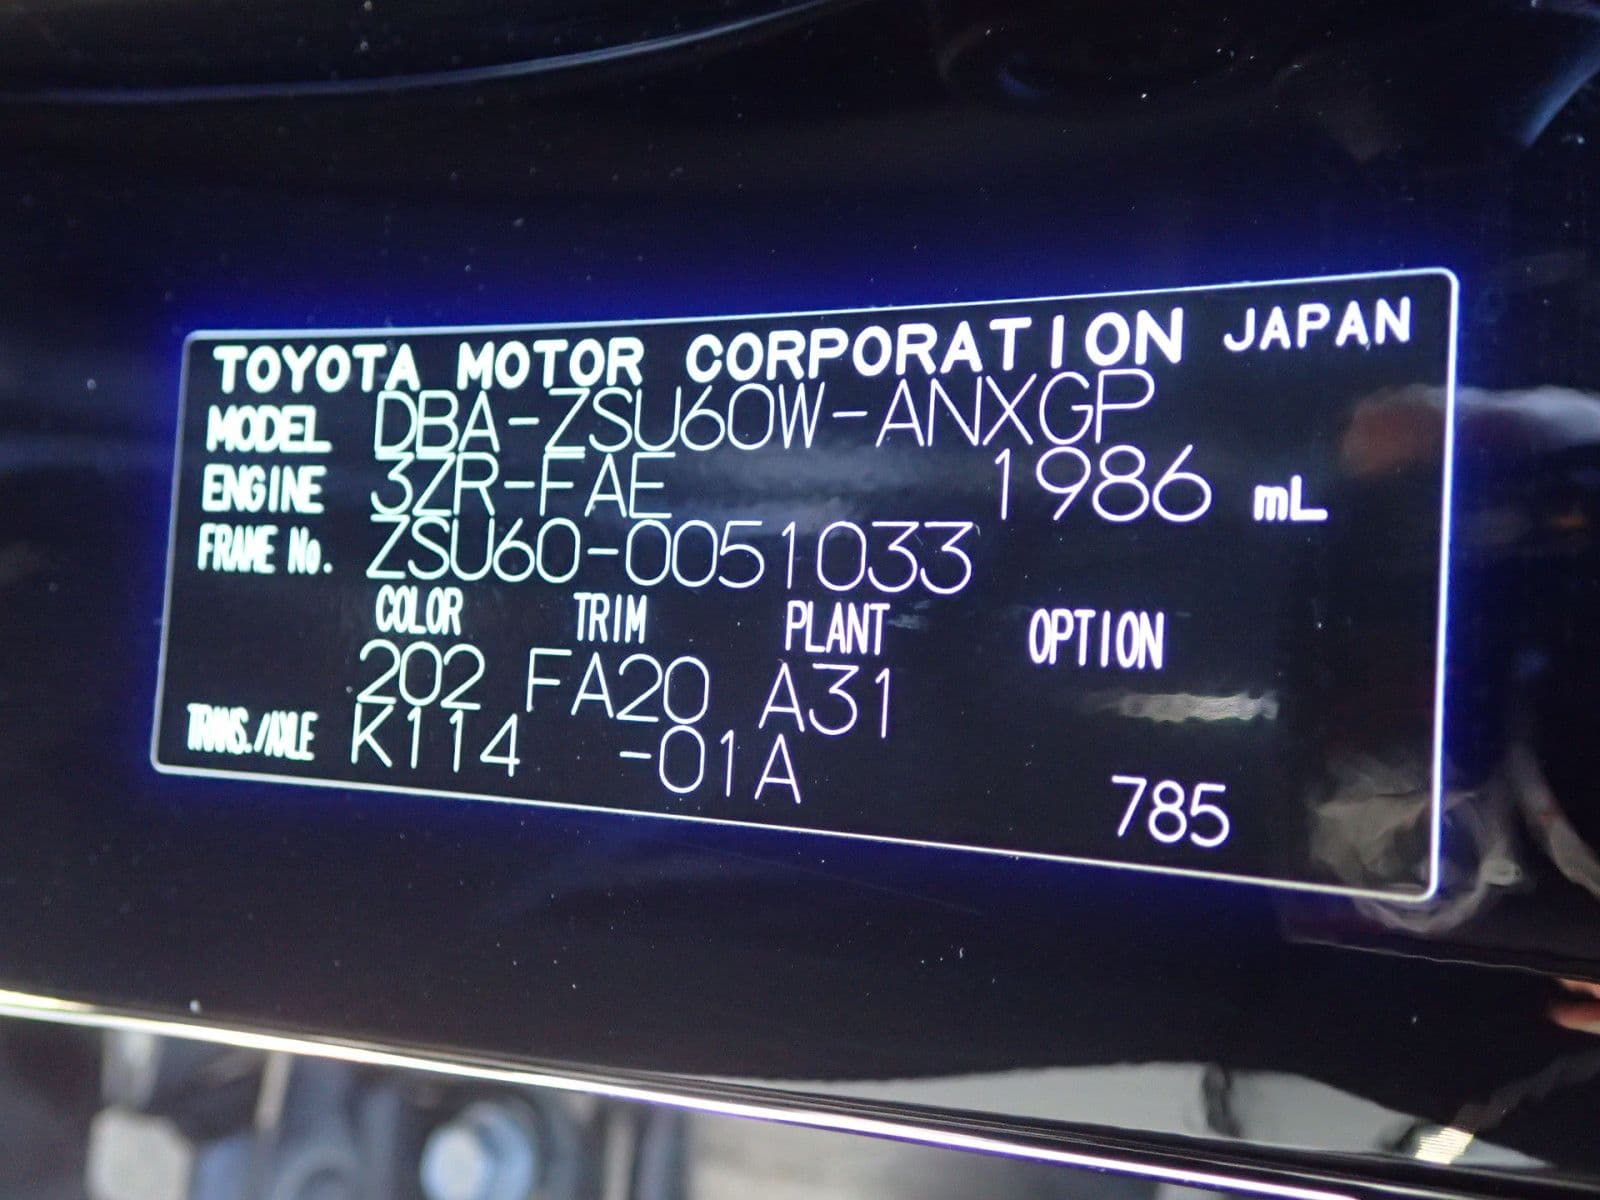 TOYOTA MOTOR CORPORATION JAPAN
MODEL DBA-ZSU60W-ANXGP
ENGINE 3ZR-FAE 1986 mL
FRAME No. ZSU60-0051033
COLOR TRIM PLANT OPTION
202 FA20 A31
TRANS./AXLE K114 -01A
785